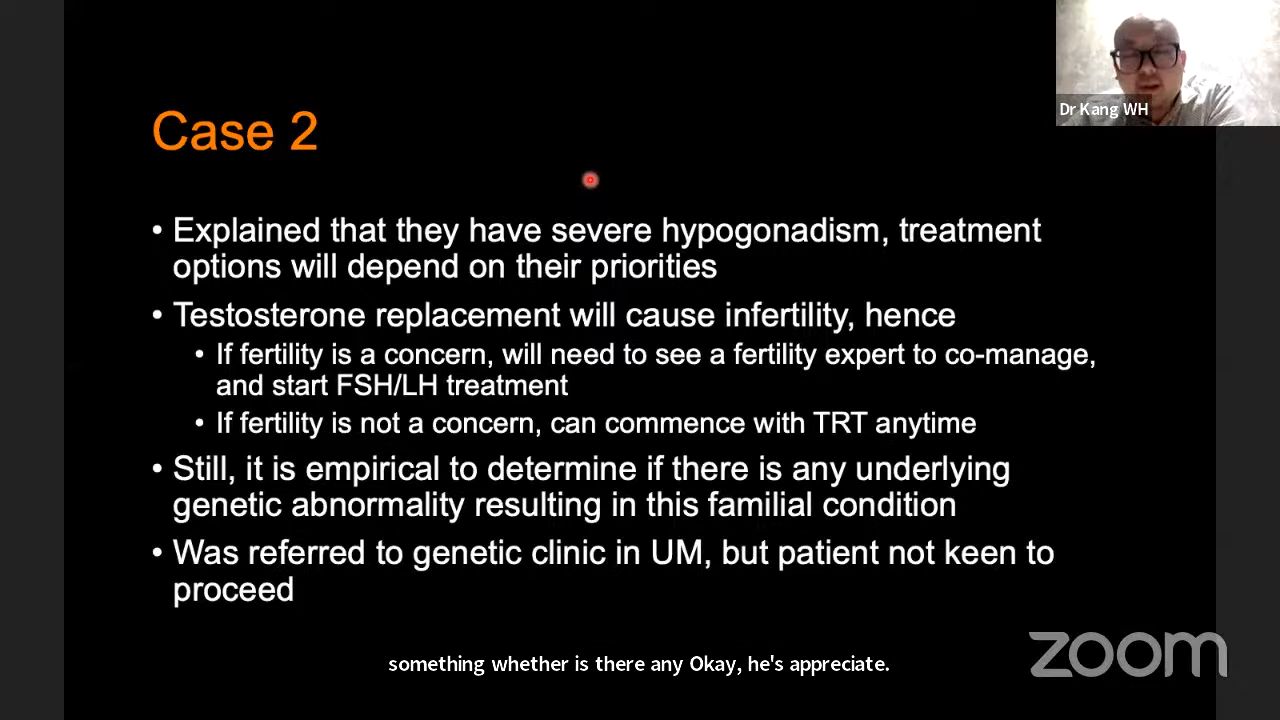 Dr Kang WH
Case 2
• Explained that they have severe hypogonadism, treatment
options will depend on their priorities
• Testosterone replacement will cause infertility, hence
• If fertility is a concern, will need to see a fertility expert to co-manage,
and start FSH/LH treatment
• If fertility is not a concern, can commence with TRT anytime
• Still, it is empirical to determine if there is any underlying
genetic abnormality resulting in this familial condition
• Was referred to genetic clinic in UM, but patient not keen to
proceed
something whether is there any Okay, he's appreciate.
zoom